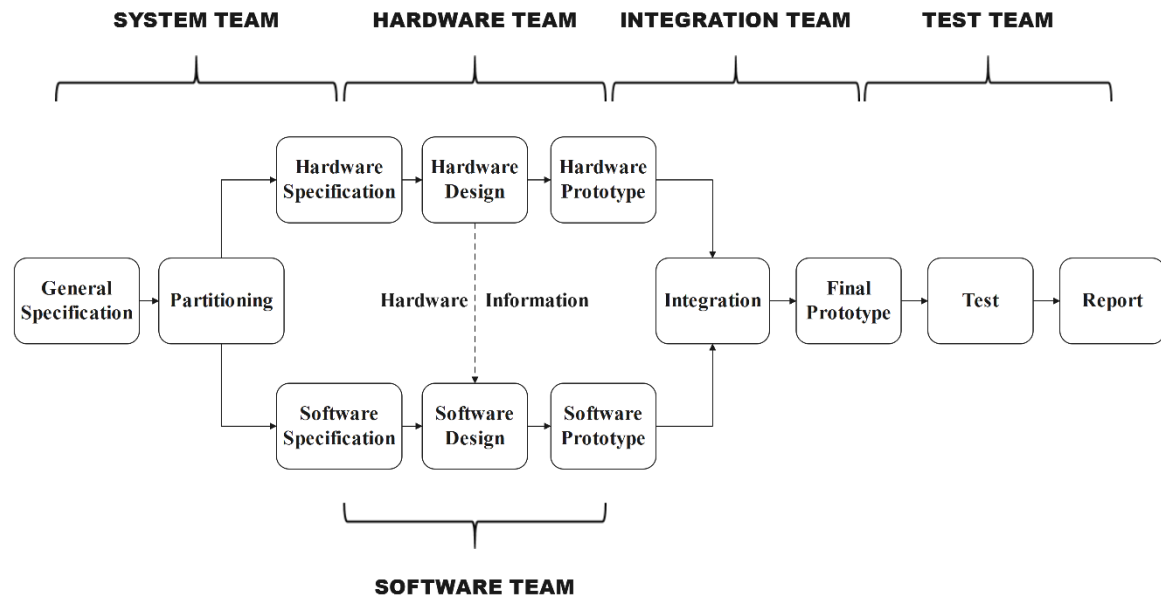 SYSTEM TEAM
HARDWARE TEAM
INTEGRATION TEAM
TEST TEAM
Hardware
Specification
Hardware
Design
Hardware
Prototype
General
Specification
Partitioning
Hardware Information
Integration
Final
Prototype
Test
Report
Software
Specification
Software
Design
Software
Prototype
SOFTWARE TEAM